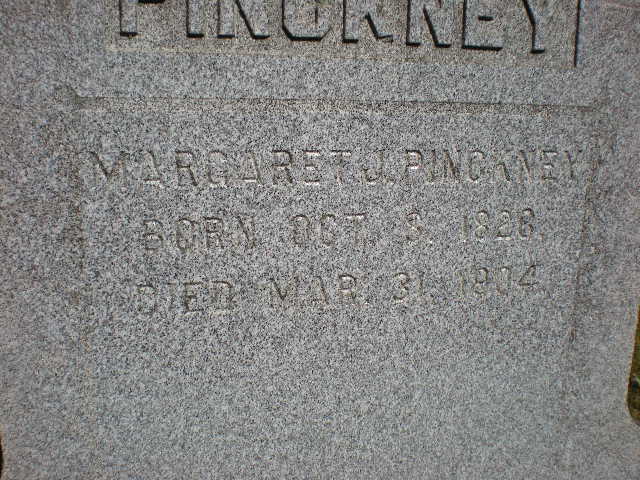 PINCKNEY
MARGARET J. PINCKNEY
BORN OCT. 3. 1828.
DIED MAR. 31. 1904.